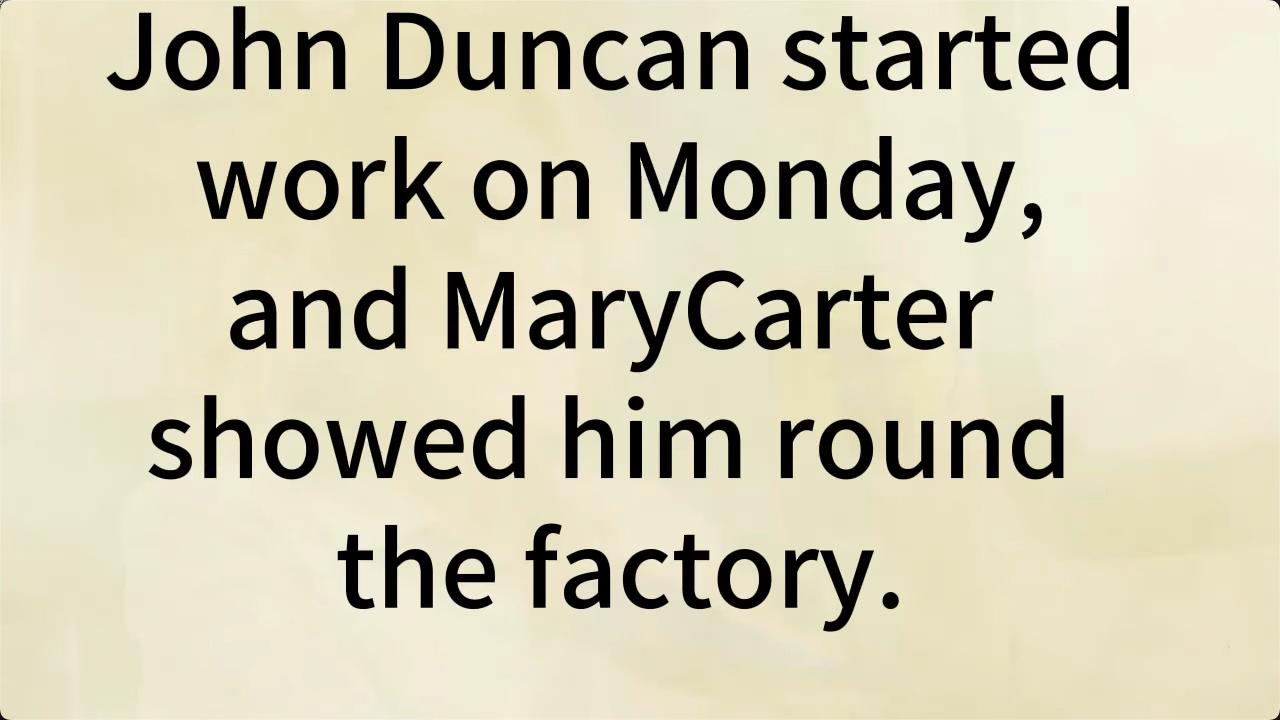 John Duncan started
work on Monday,
and MaryCarter
showed him round
the factory.